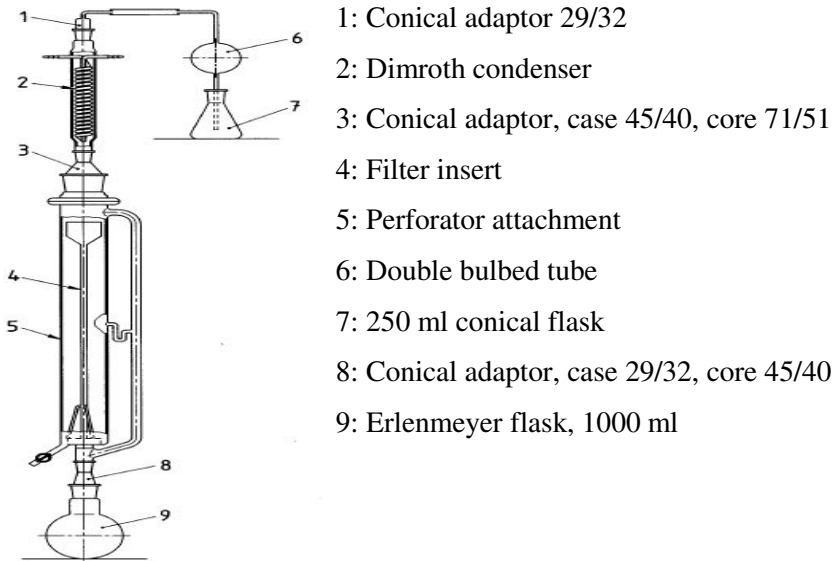 1: Conical adaptor 29/32
2: Dimroth condenser
3: Conical adaptor, case 45/40, core 71/51
4: Filter insert
5: Perforator attachment
6: Double bulbed tube
7: 250 ml conical flask
8: Conical adaptor, case 29/32, core 45/40
9: Erlenmeyer flask, 1000 ml
1
6
2
7
3
4
5
8
9